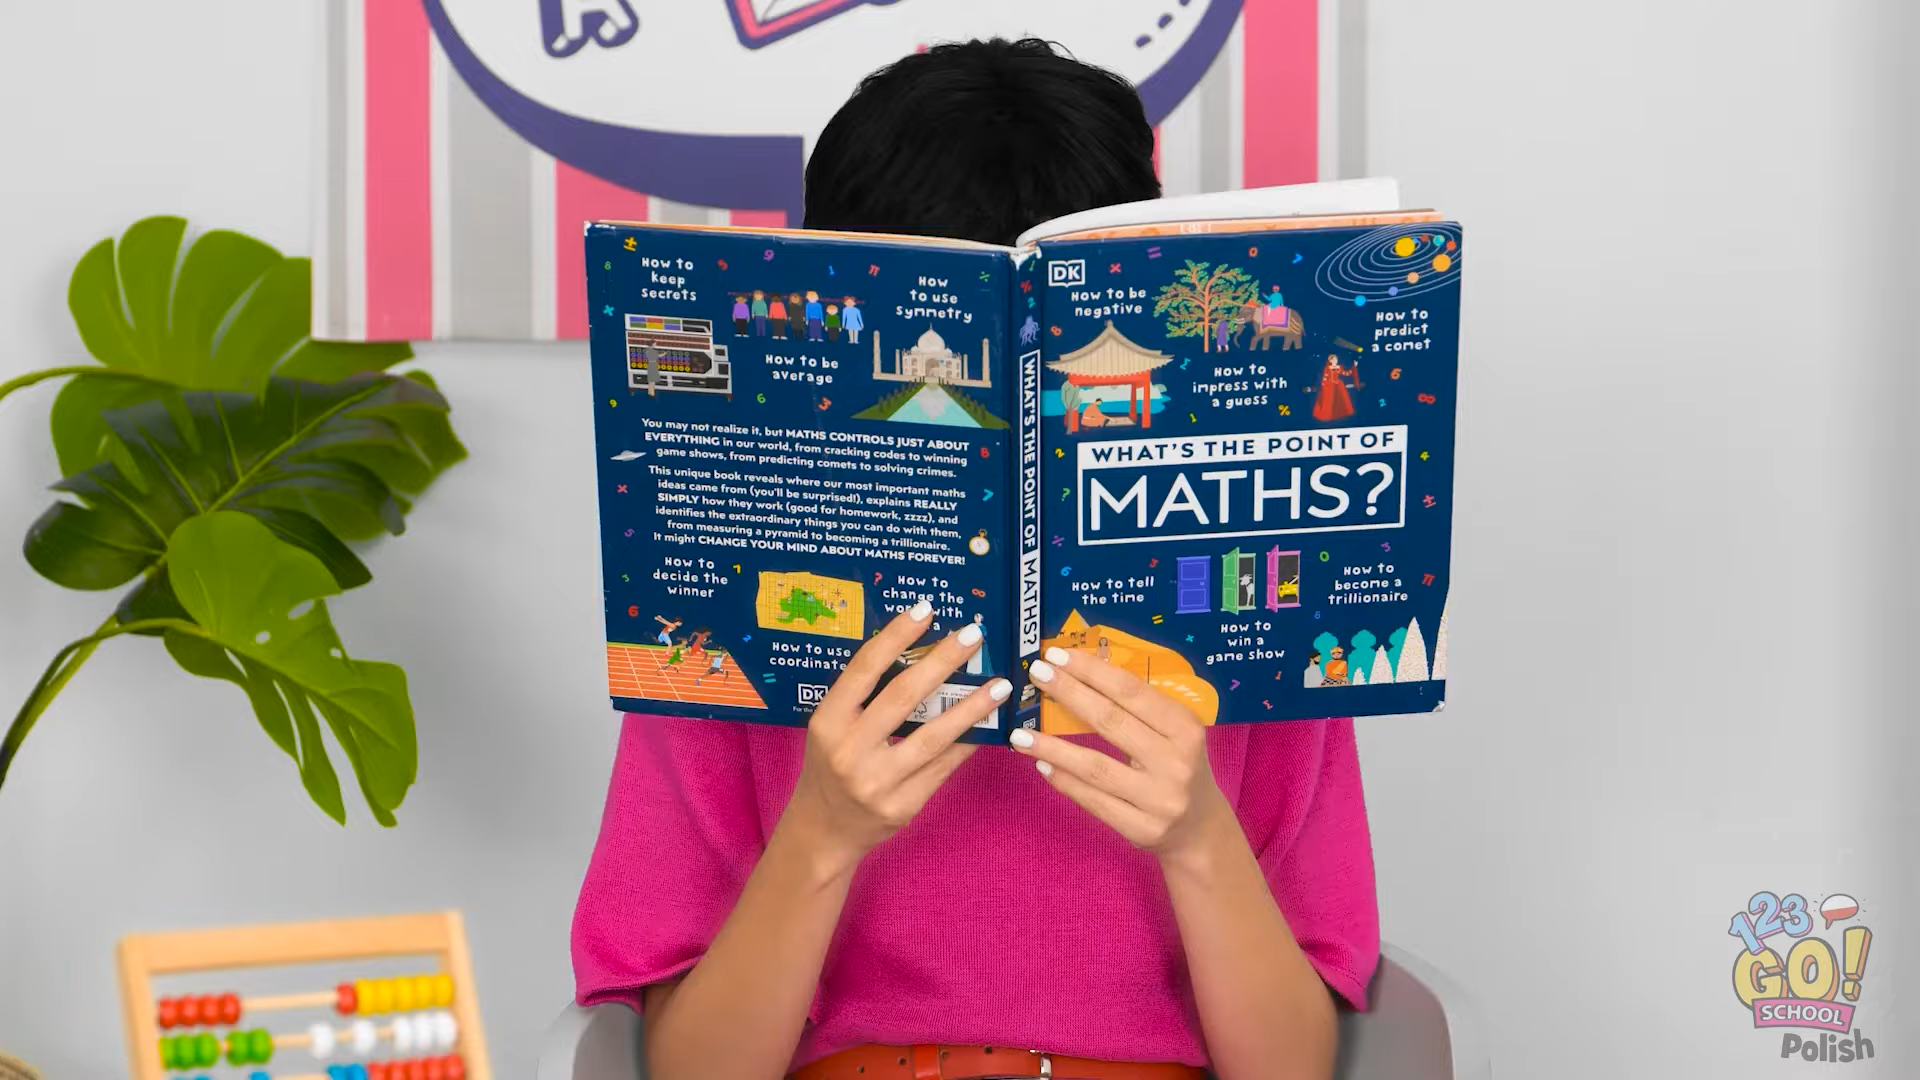 How to
keep
secrets
How
to use
symmetry
How to be
average
You may not realize it, but MATHS CONTROLS JUST ABOUT
EVERYTHING in our world, from cracking codes to winning
game shows, from predicting comets to solving crimes.
This unique book reveals where our most important maths
ideas came from (you'll be surprised!), explains REALLY
SIMPLY how they work (good for homework, zzzz), and
identifies the extraordinary things you can do with them,
from measuring a pyramid to becoming a trillionaire.
It might CHANGE YOUR MIND ABOUT MATHS FOREVER!
How to
decide the
winner
How to
change the
with
a
How to use
DK
For the
WHAT'S THE POINT OF MATHS?
DK
How to be
negative
How to
predict
a comet
How to
impress with
a guess
WHAT'S THE POINT OF
MATHS?
How to tell
the time
How to
become a
trillionaire
How to
win a
game show
123
GO!
SCHOOL
Polish